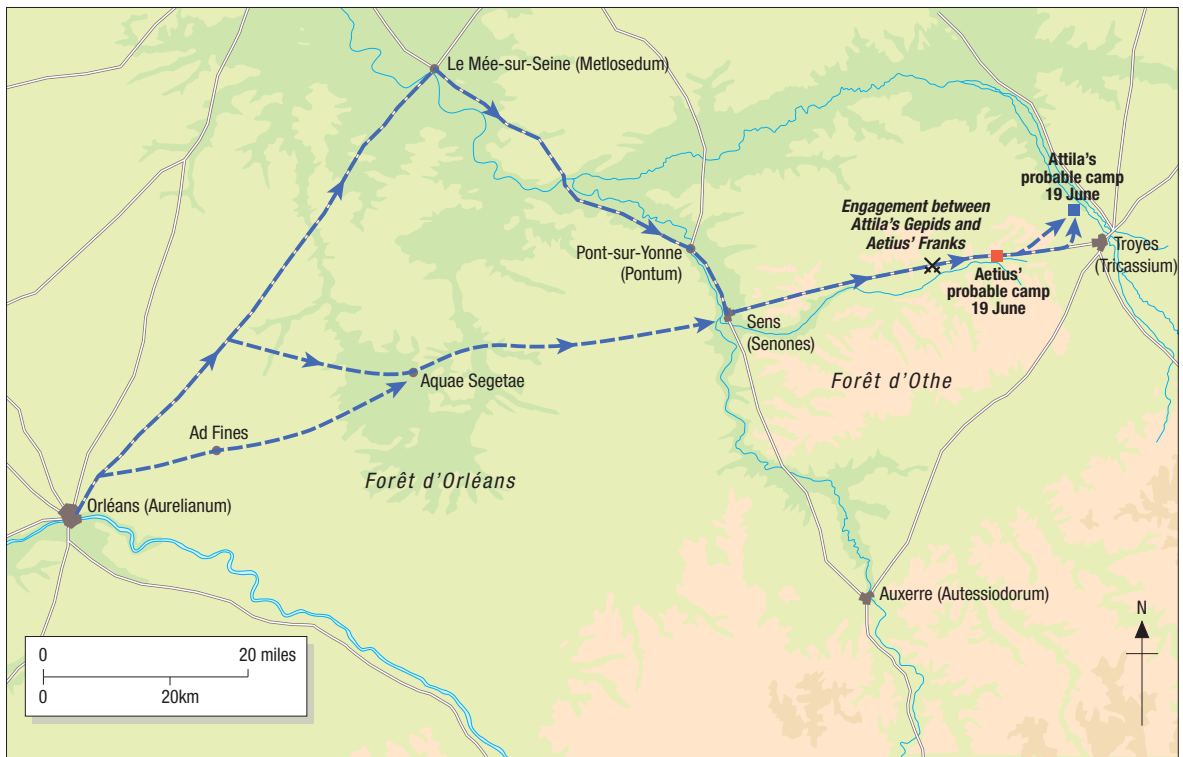 Le Mée-sur-Seine (Metlosedum)
Attila's
probable camp
19 June
Engagement between
Attila's Gepids and
Aetius' Franks
Troyes
(Tricassium)
Pont-sur-Yonne
(Pontum)
Aetius'
probable camp
19 June
Sens
(Senones)
Aquae Segetae
Forêt d'Othe
Ad Fines
Forêt d'Orléans
Orléans (Aurelianum)
Auxerre (Autessiodorum)
N
0 20 miles
0 20km